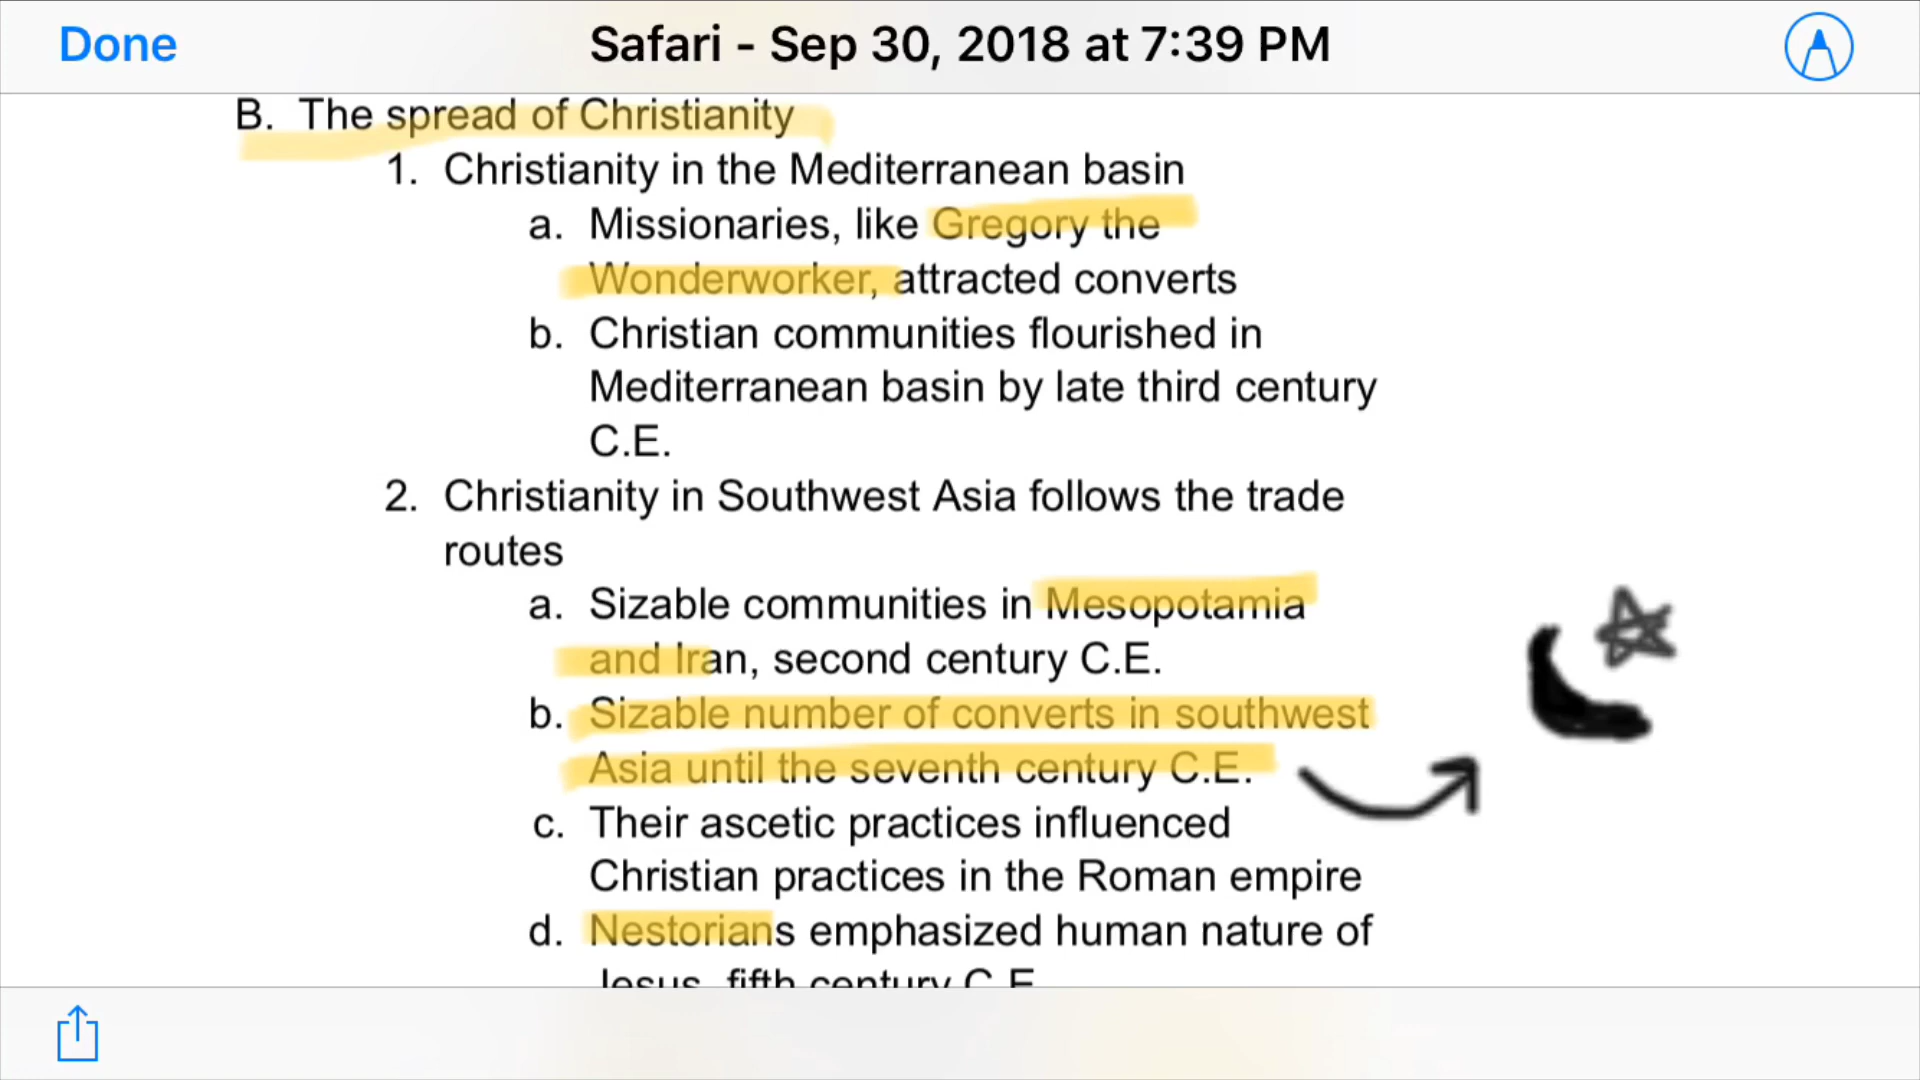 Done
Safari - Sep 30, 2018 at 7:39 PM
B. The spread of Christianity
1. Christianity in the Mediterranean basin
a. Missionaries, like Gregory the
Wonderworker, attracted converts
b. Christian communities flourished in
Mediterranean basin by late third century
C.E.
2. Christianity in Southwest Asia follows the trade
routes
a. Sizable communities in Mesopotamia
and Iran, second century C.E.
b. Sizable number of converts in southwest
Asia until the seventh century C.E.
c. Their ascetic practices influenced
Christian practices in the Roman empire
d. Nestorians emphasized human nature of
Jesus, fifth century C.E.